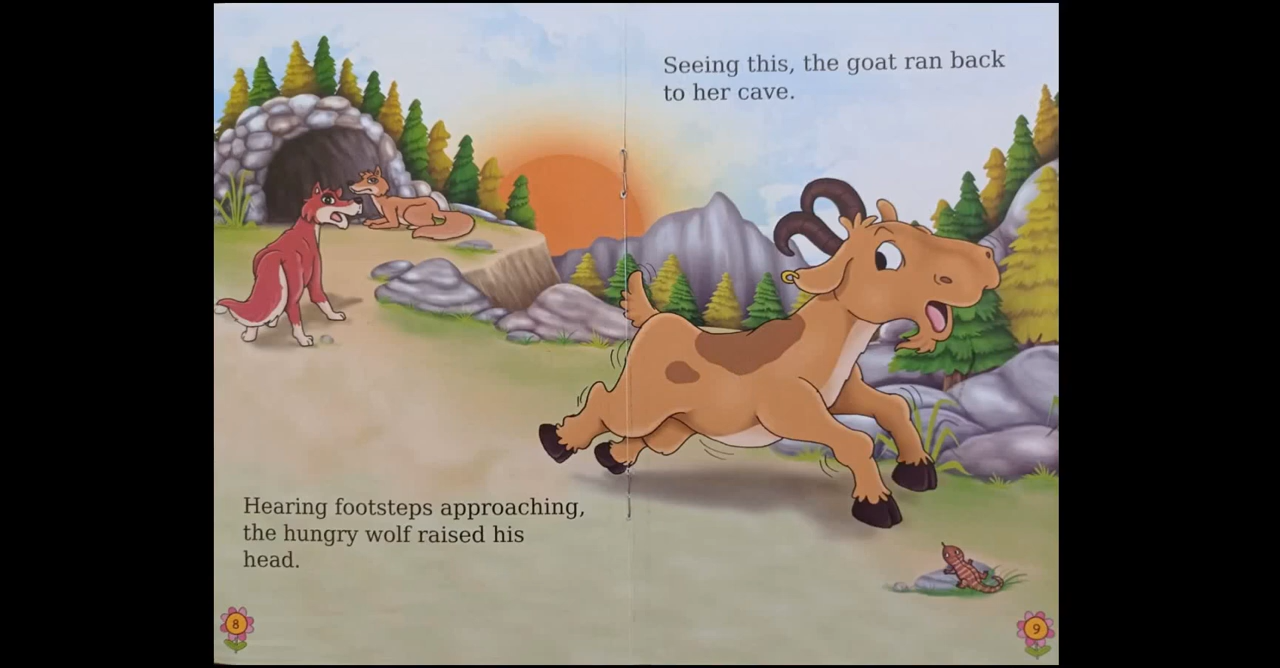 Hearing footsteps approaching,
the hungry wolf raised his
head.
8
Seeing this, the goat ran back
to her cave.
9